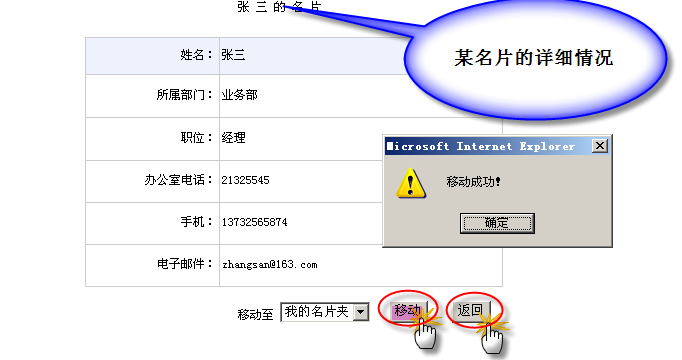 张 三 的 名 片
某名片的详细情况
姓名： 张三
所属部门： 业务部
职位： 经理
Microsoft Internet Explorer
办公室电话： 21325545
移动成功!
手机： 13732565874
确定
电子邮件： zhangsan@163.com
移动至 我的名片夹 移动 返回